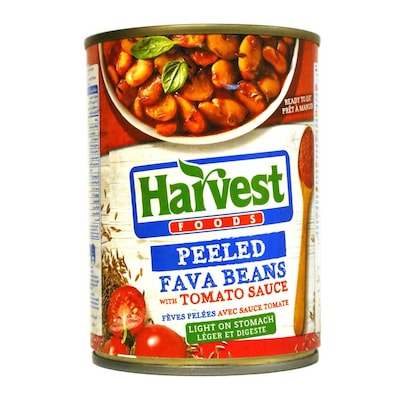 READY TO EAT
PRÊT À MANGER
Harvest
FOODS
PEELED
FAVA BEANS
WITH TOMATO SAUCE
FÈVES PELÉES AVEC SAUCE TOMATE
LIGHT ON STOMACH
LÉGER ET DIGESTE